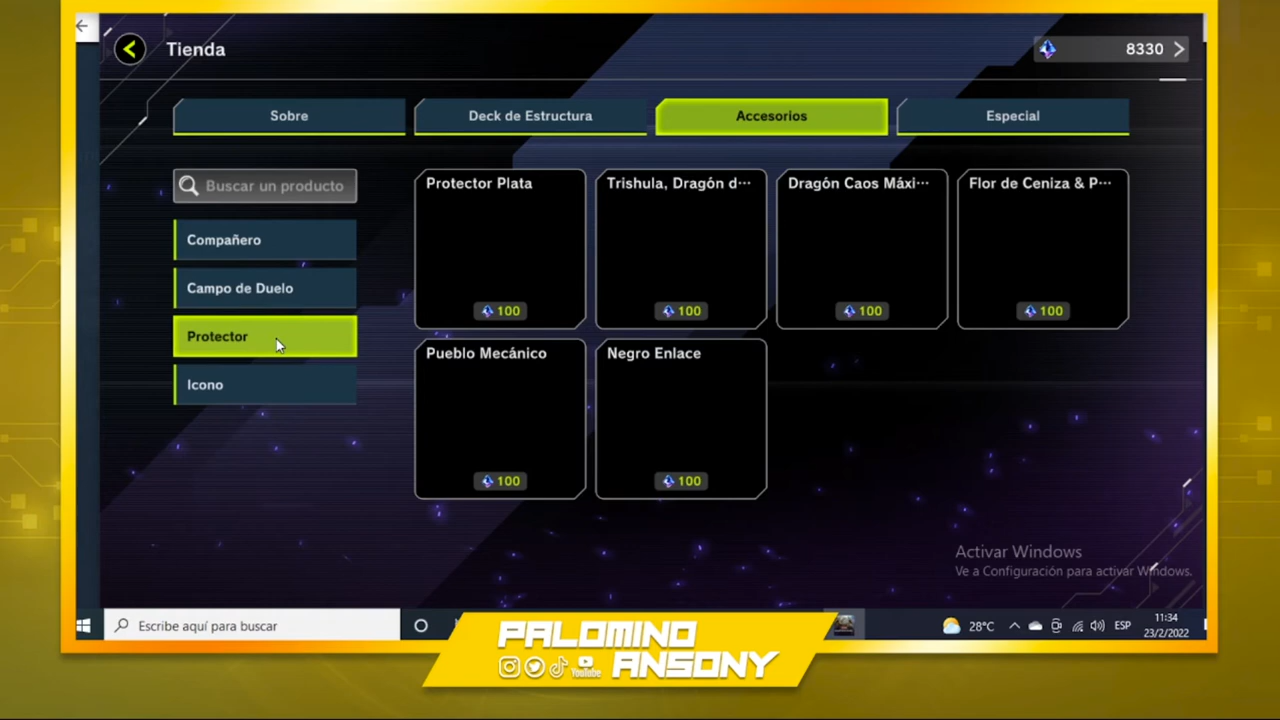 Tienda
8330
Sobre
Deck de Estructura
Accesorios
Especial
Buscar un producto
Compañero
Campo de Duelo
Protector
Icono
Protector Plata
Trishula, Dragón d···
Dragón Caos Máxi···
Flor de Ceniza & P···
100
100
100
100
Pueblo Mecánico
Negro Enlace
100
100
Activar Windows
Ve a Configuración para activar Windows.
Escribe aquí para buscar
28°C
ESP
11:34
23/2/2022
PALOMINO
ANSONY
YouTube